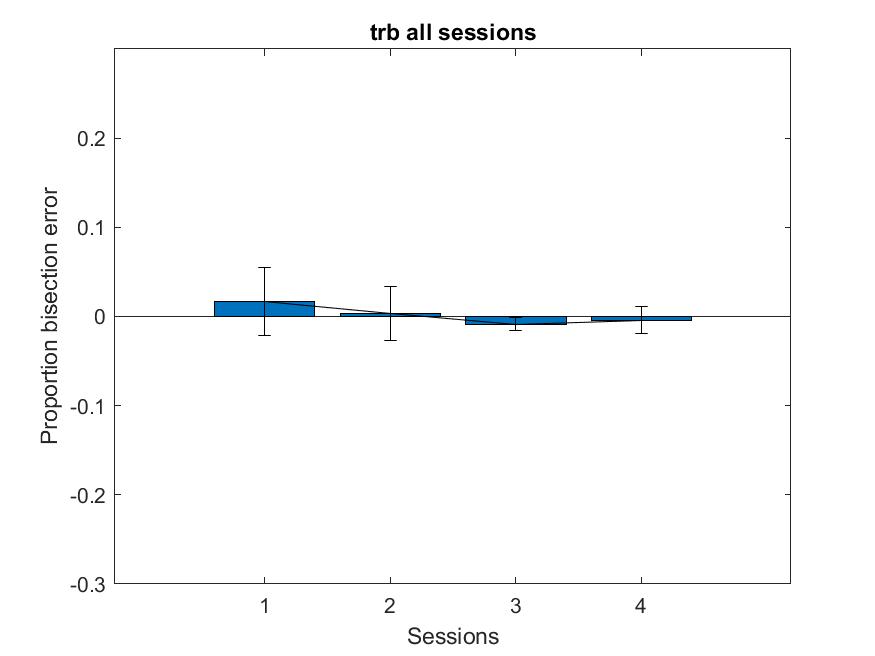 trb all sessions
Proportion bisection error
0.2
0.1
0
-0.1
-0.2
-0.3
1 2 3 4
Sessions